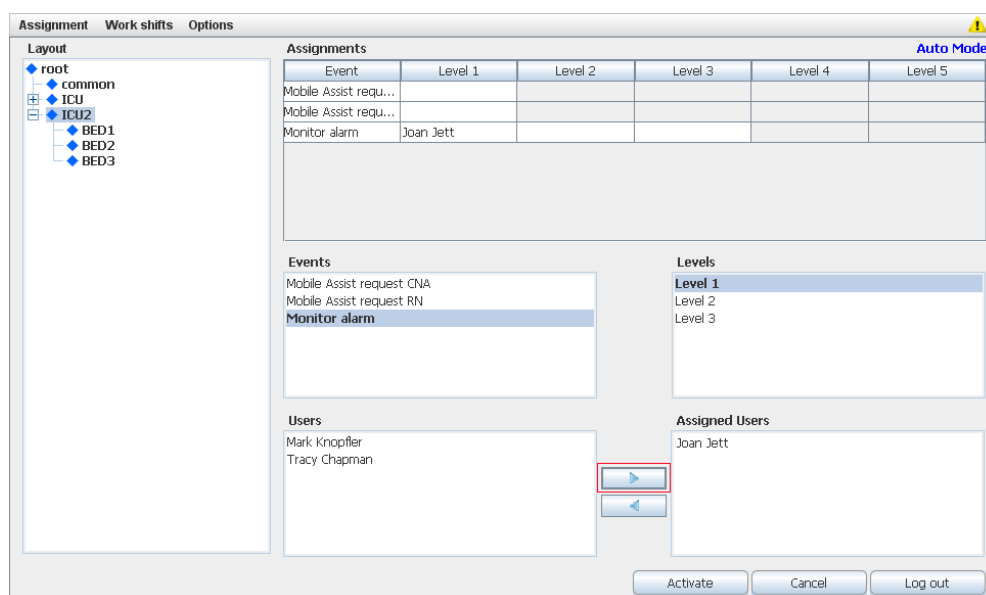 Assignment Work shifts Options
Layout
root
common
ICU
ICU2
BED1
BED2
BED3
Assignments Auto Mode
Event Level 1 Level 2 Level 3 Level 4 Level 5
Mobile Assist requ...
Mobile Assist requ...
Monitor alarm Joan Jett
Events
Mobile Assist request CNA
Mobile Assist request RN
Monitor alarm
Levels
Level 1
Level 2
Level 3
Users
Mark Knopfler
Tracy Chapman
Assigned Users
Joan Jett
Activate Cancel Log out